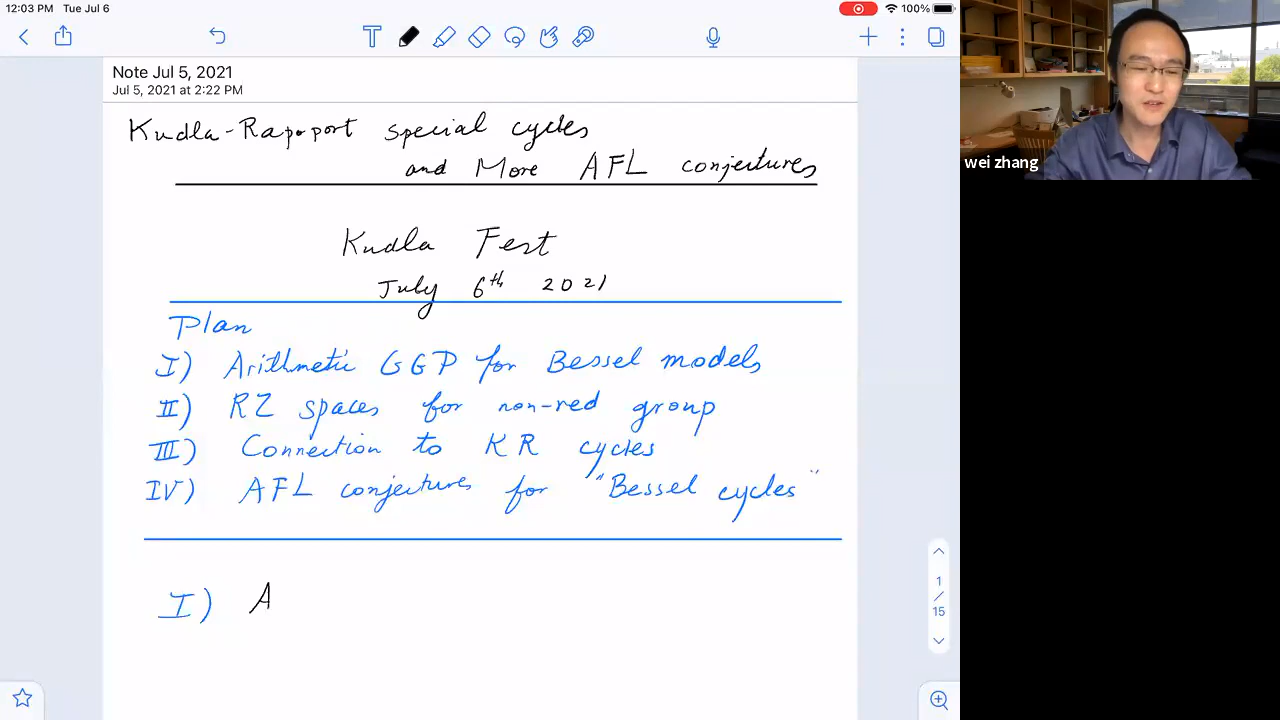 12:03 PM Tue Jul 6
100%
Note Jul 5, 2021
Jul 5, 2021 at 2:22 PM
Kudla-Rapoport special cycles
and More AFL conjectures
Kudla Fest
July 6th 2021
Plan
I) Arithmetic GGP for Bessel models
II) RZ spaces for non-red group
III) Connection to KR cycles
IV) AFL conjectures for "Bessel cycles"
I) A
1
/
15
wei zhang